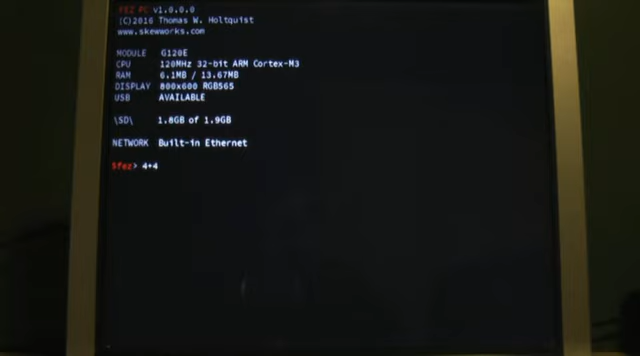 FEZ PC v1.0.0.0
(C)2016 Thomas W. Holtquist
www.skewworks.com
MODULE G120E
CPU 120MHz 32-bit ARM Cortex-M3
RAM 6.1MB / 13.67MB
DISPLAY 800x600 RGB565
USB AVAILABLE
\SD\ 1.8GB of 1.9GB
NETWORK Built-in Ethernet
$fez> 4+4